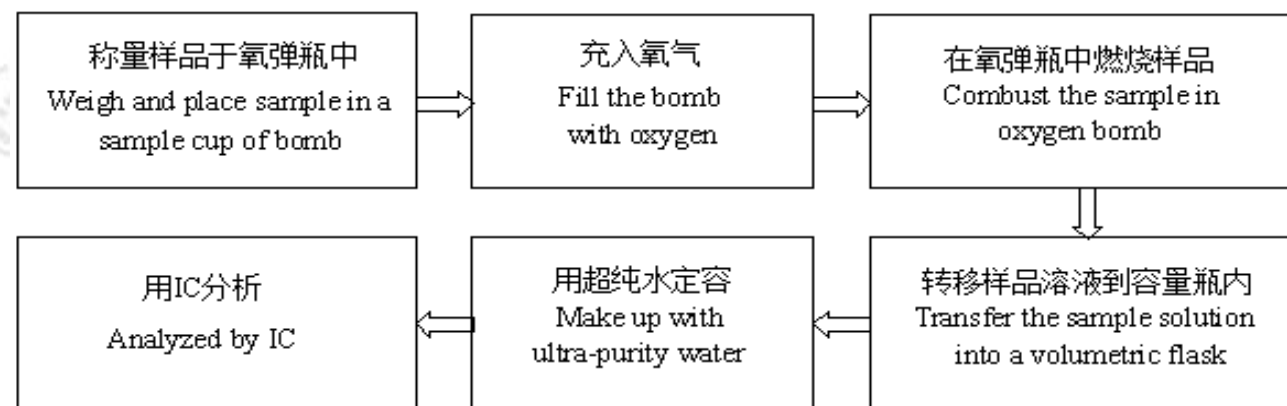 称量样品于氧弹瓶中
Weigh and place sample in a
sample cup of bomb
充入氧气
Fill the bomb
with oxygen
在氧弹瓶中燃烧样品
Combust the sample in
oxygen bomb
转移样品溶液到容量瓶内
Transfer the sample solution
into a volumetric flask
用超纯水定容
Make up with
ultra-purity water
用IC分析
Analyzed by IC